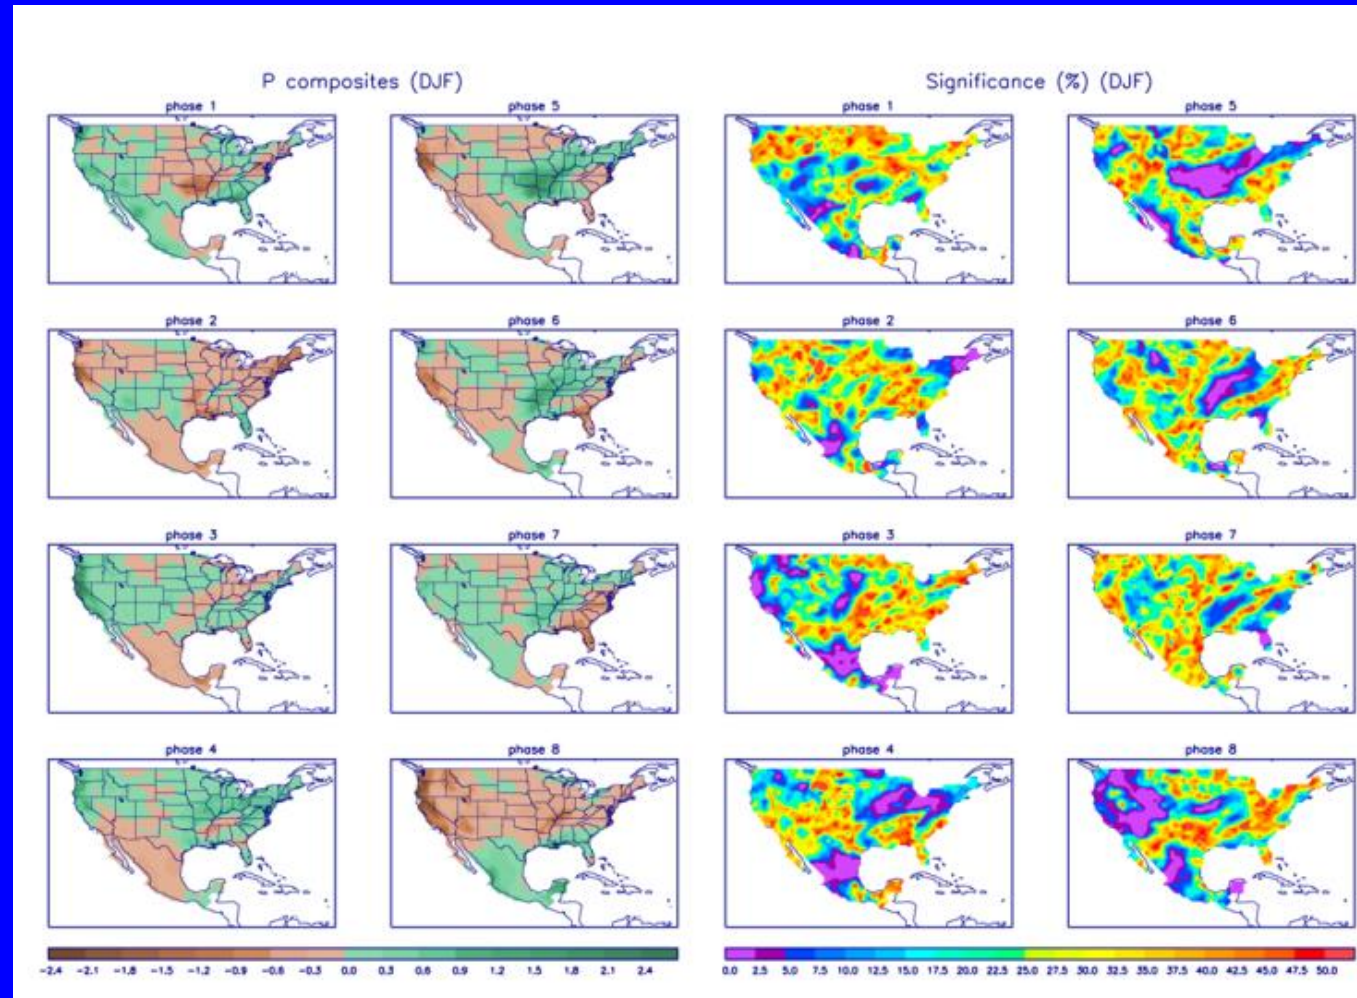 P composites (DJF) Significance (%) (DJF)
phase 1 phase 5 phase 1 phase 5
phase 2 phase 6 phase 2 phase 6
phase 3 phase 7 phase 3 phase 7
phase 4 phase 8 phase 4 phase 8
-2.4 -2.1 -1.8 -1.5 -1.2 -0.9 -0.6 -0.3 0.0 0.3 0.6 0.9 1.2 1.5 1.8 2.1 2.4 0.0 2.5 5.0 7.5 10.0 12.5 15.0 17.5 20.0 22.5 25.0 27.5 30.0 32.5 35.0 37.5 40.0 42.5 45.0 47.5 50.0